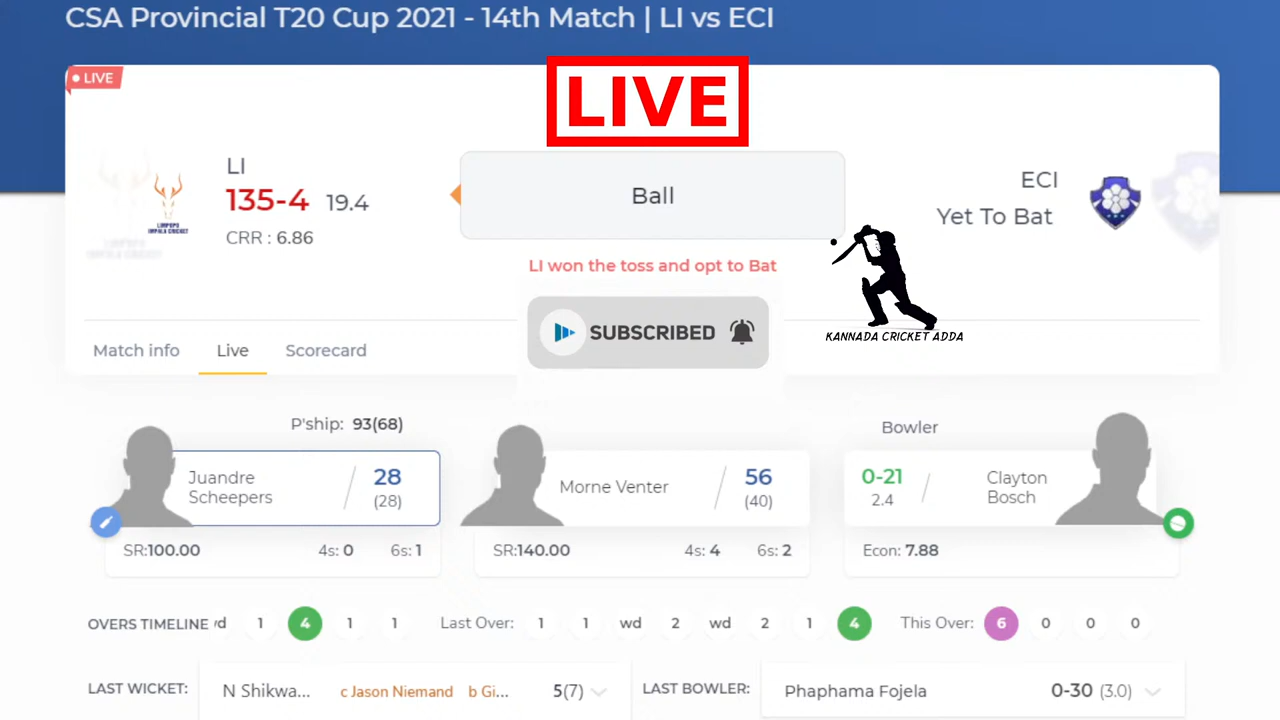 CSA Provincial T20 Cup 2021 - 14th Match | LI vs ECI
LIVE
LIVE
LI
135-4 19.4
CRR : 6.86
LIMPOPO
IMPALA CRICKET
Ball
ECI
Yet To Bat
LI won the toss and opt to Bat
SUBSCRIBED
KANNADA CRICKET ADDA
Match info Live Scorecard
P'ship: 93(68)
Bowler
Juandre
Scheepers
28
(28)
Morne Venter
56
(40)
0-21
2.4
Clayton
Bosch
SR:100.00 4s: 0 6s: 1
SR:140.00 4s: 4 6s: 2
Econ: 7.88
OVERS TIMELINE 1 4 1 1 Last Over: 1 1 wd 2 wd 2 1 4 This Over: 6 0 0 0
LAST WICKET: N Shikwa... c Jason Niemand b Gi... 5(7)
LAST BOWLER: Phaphama Fojela 0-30 (3.0)